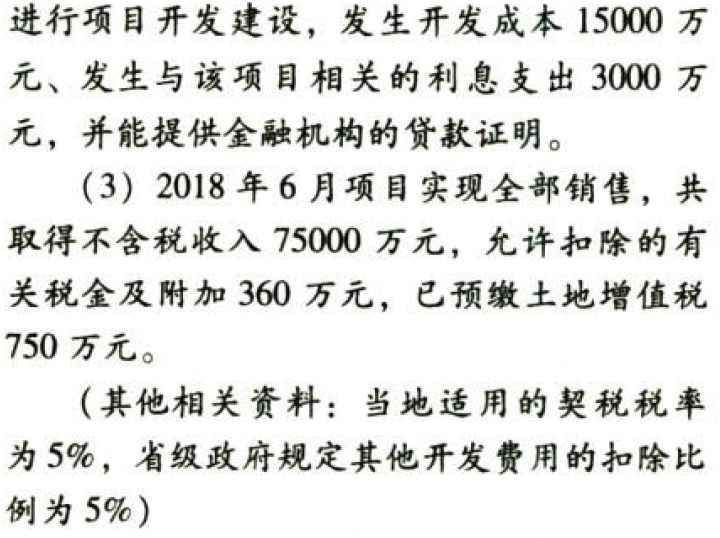 进行项目开发建设，发生开发成本 15000 万
元、发生与该项目相关的利息支出 3000 万
元，并能提供金融机构的贷款证明。
（3）2018 年 6 月项目实现全部销售，共
取得不含税收入 75000 万元，允许扣除的有
关税金及附加 360 万元，已预缴土地增值税
750 万元。
（其他相关资料：当地适用的契税税率
为 5%，省级政府规定其他开发费用的扣除比
例为 5%）